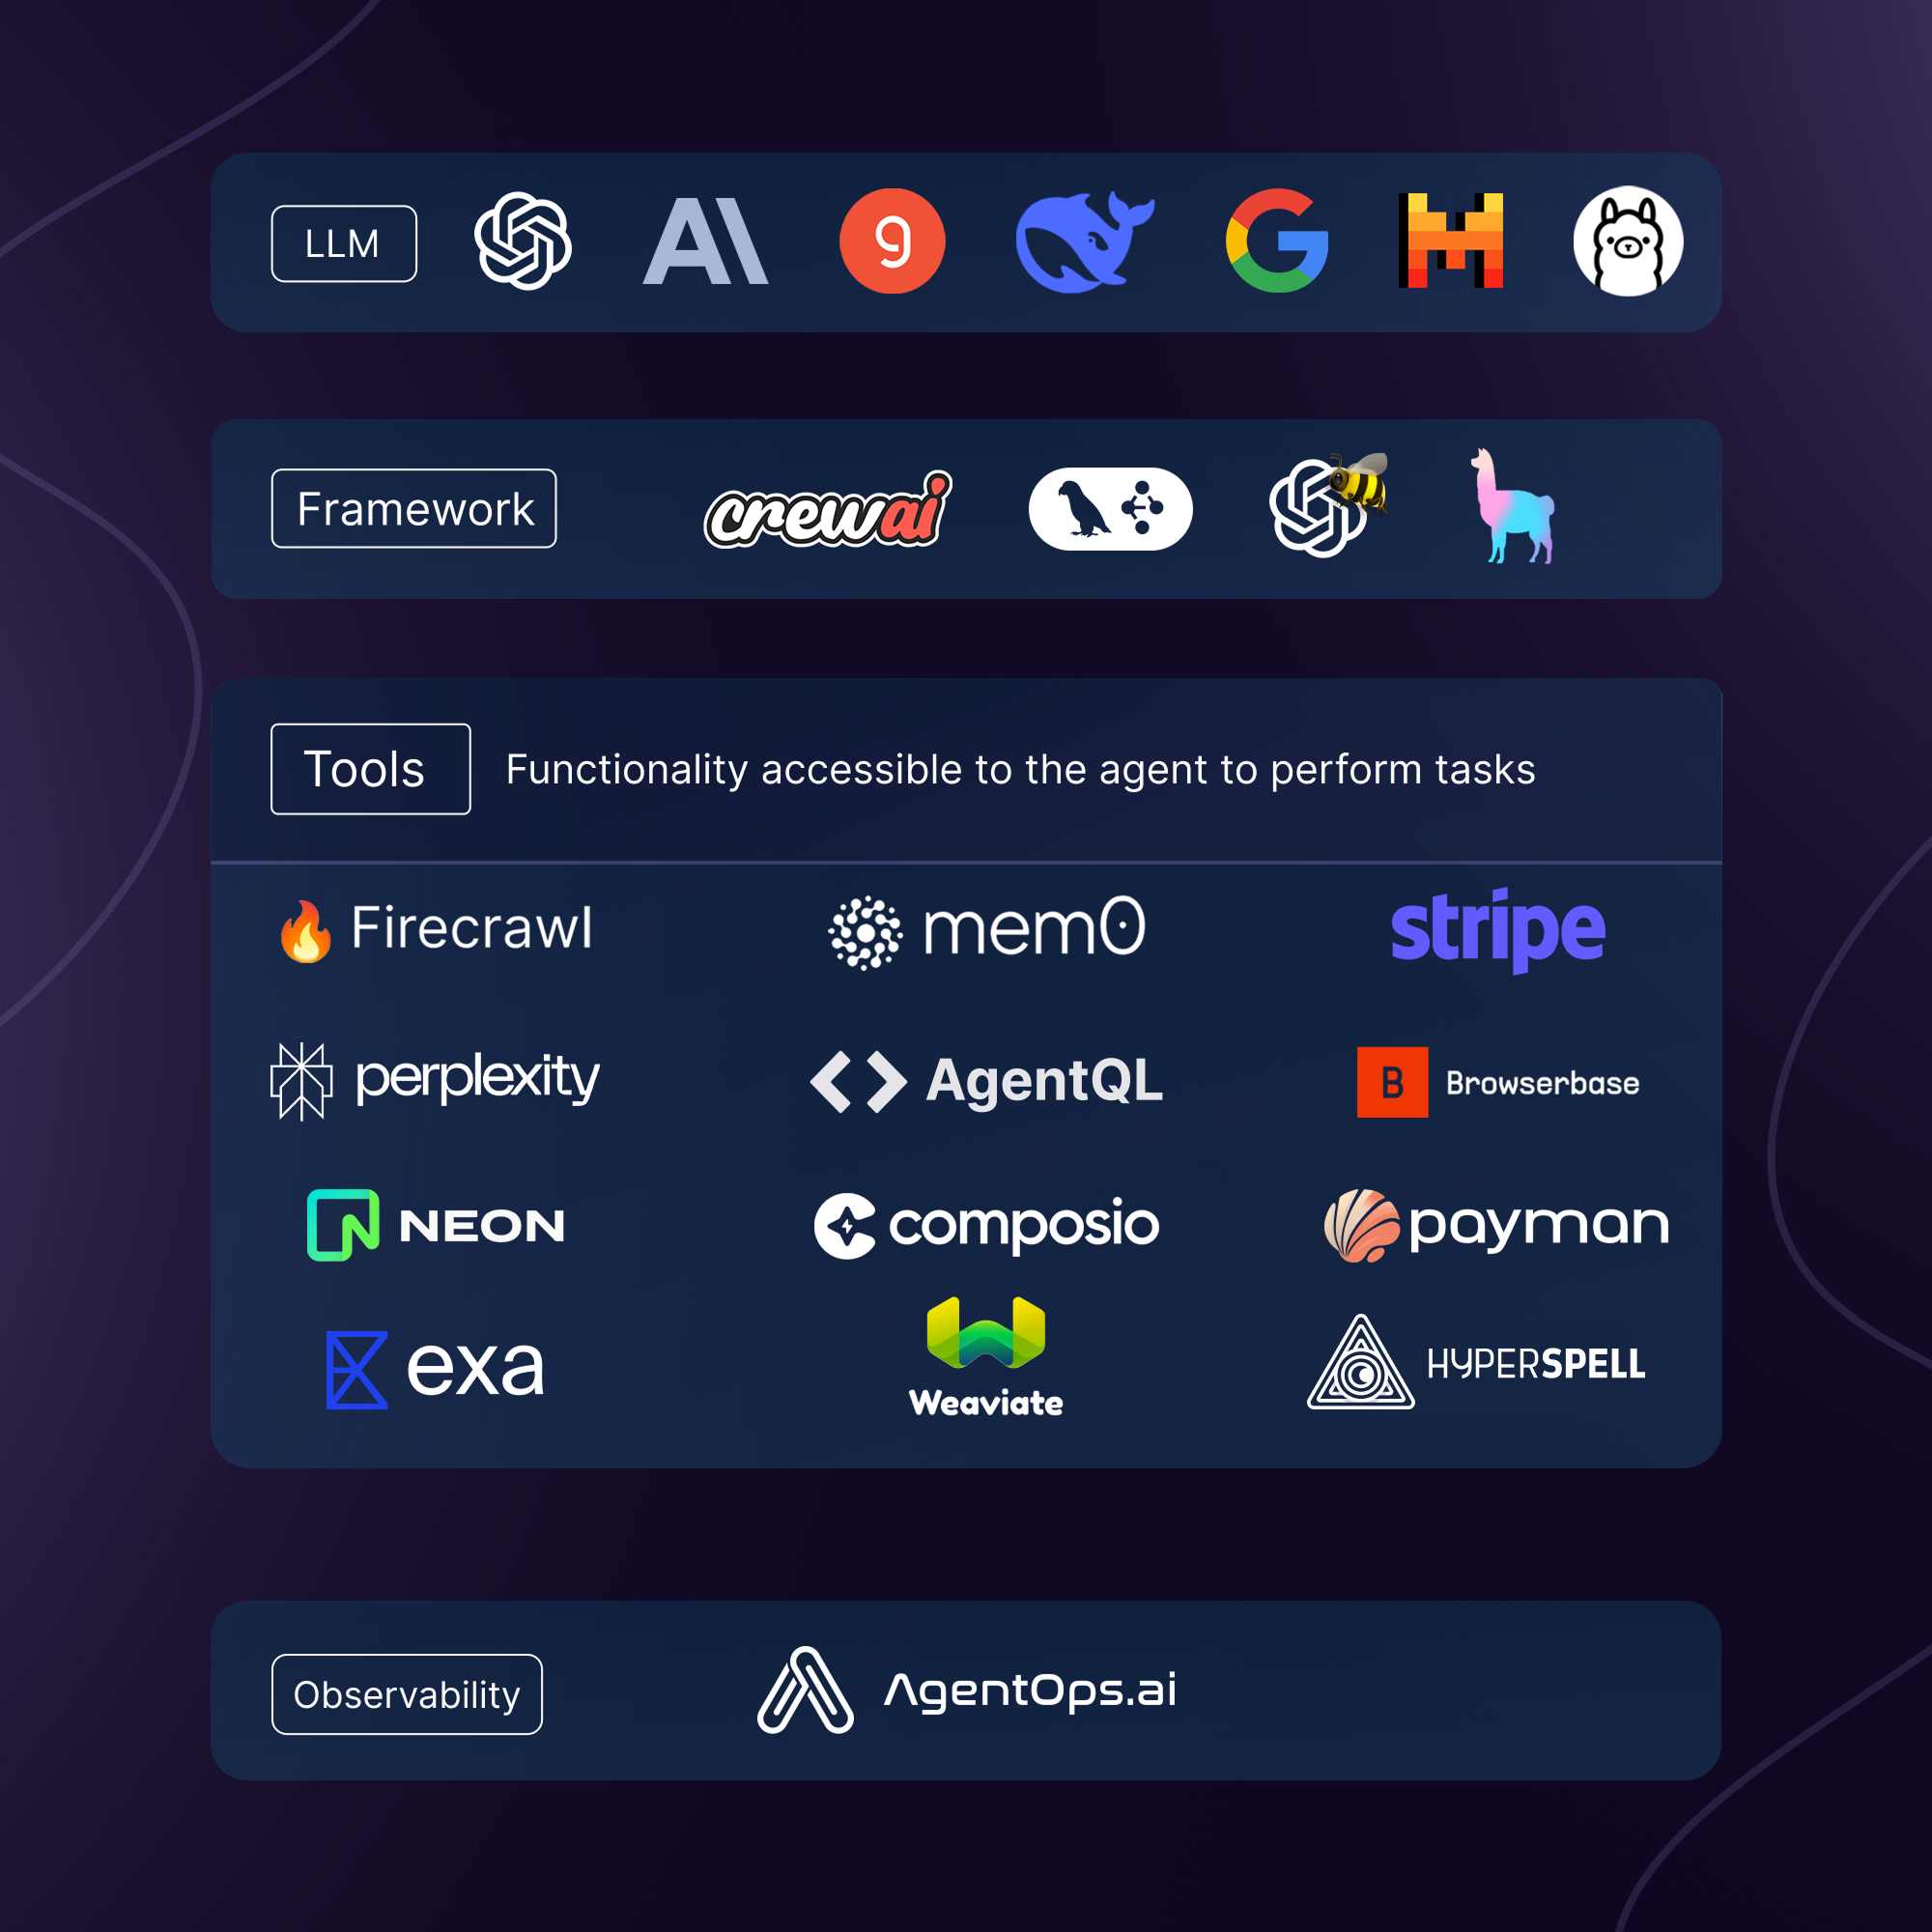 LLM
g
Framework
crewai
Tools
Functionality accessible to the agent to perform tasks
Firecrawl
mem0
stripe
perplexity
AgentQL
B Browserbase
NEON
composio
payman
exa
Weaviate
HYPERSPELL
Observability
AgentOps.ai